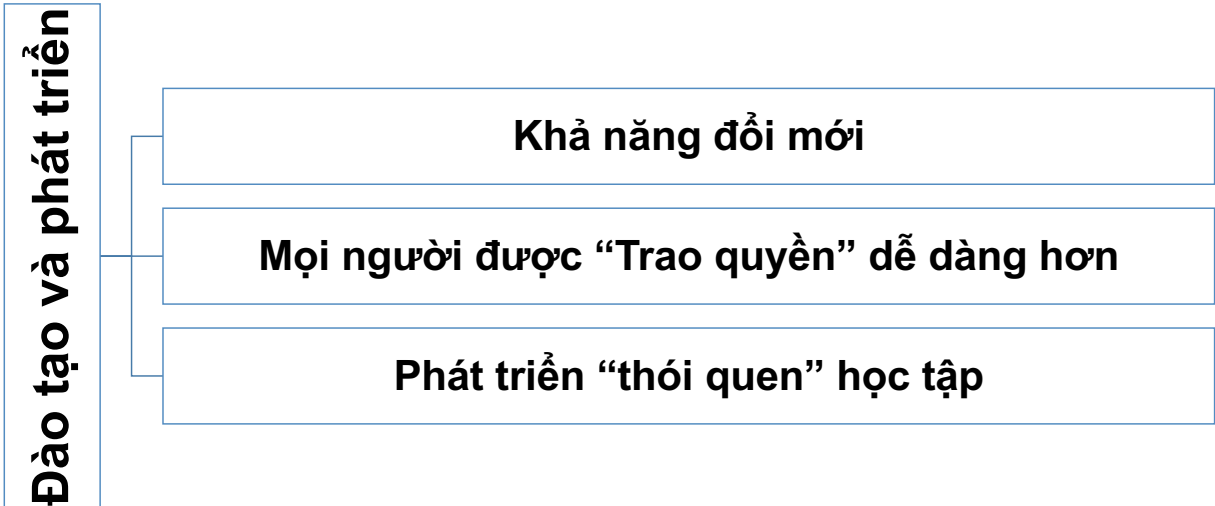 Đào tạo và phát triển
Khả năng đổi mới
Mọi người được “Trao quyền” dễ dàng hơn
Phát triển “thói quen” học tập